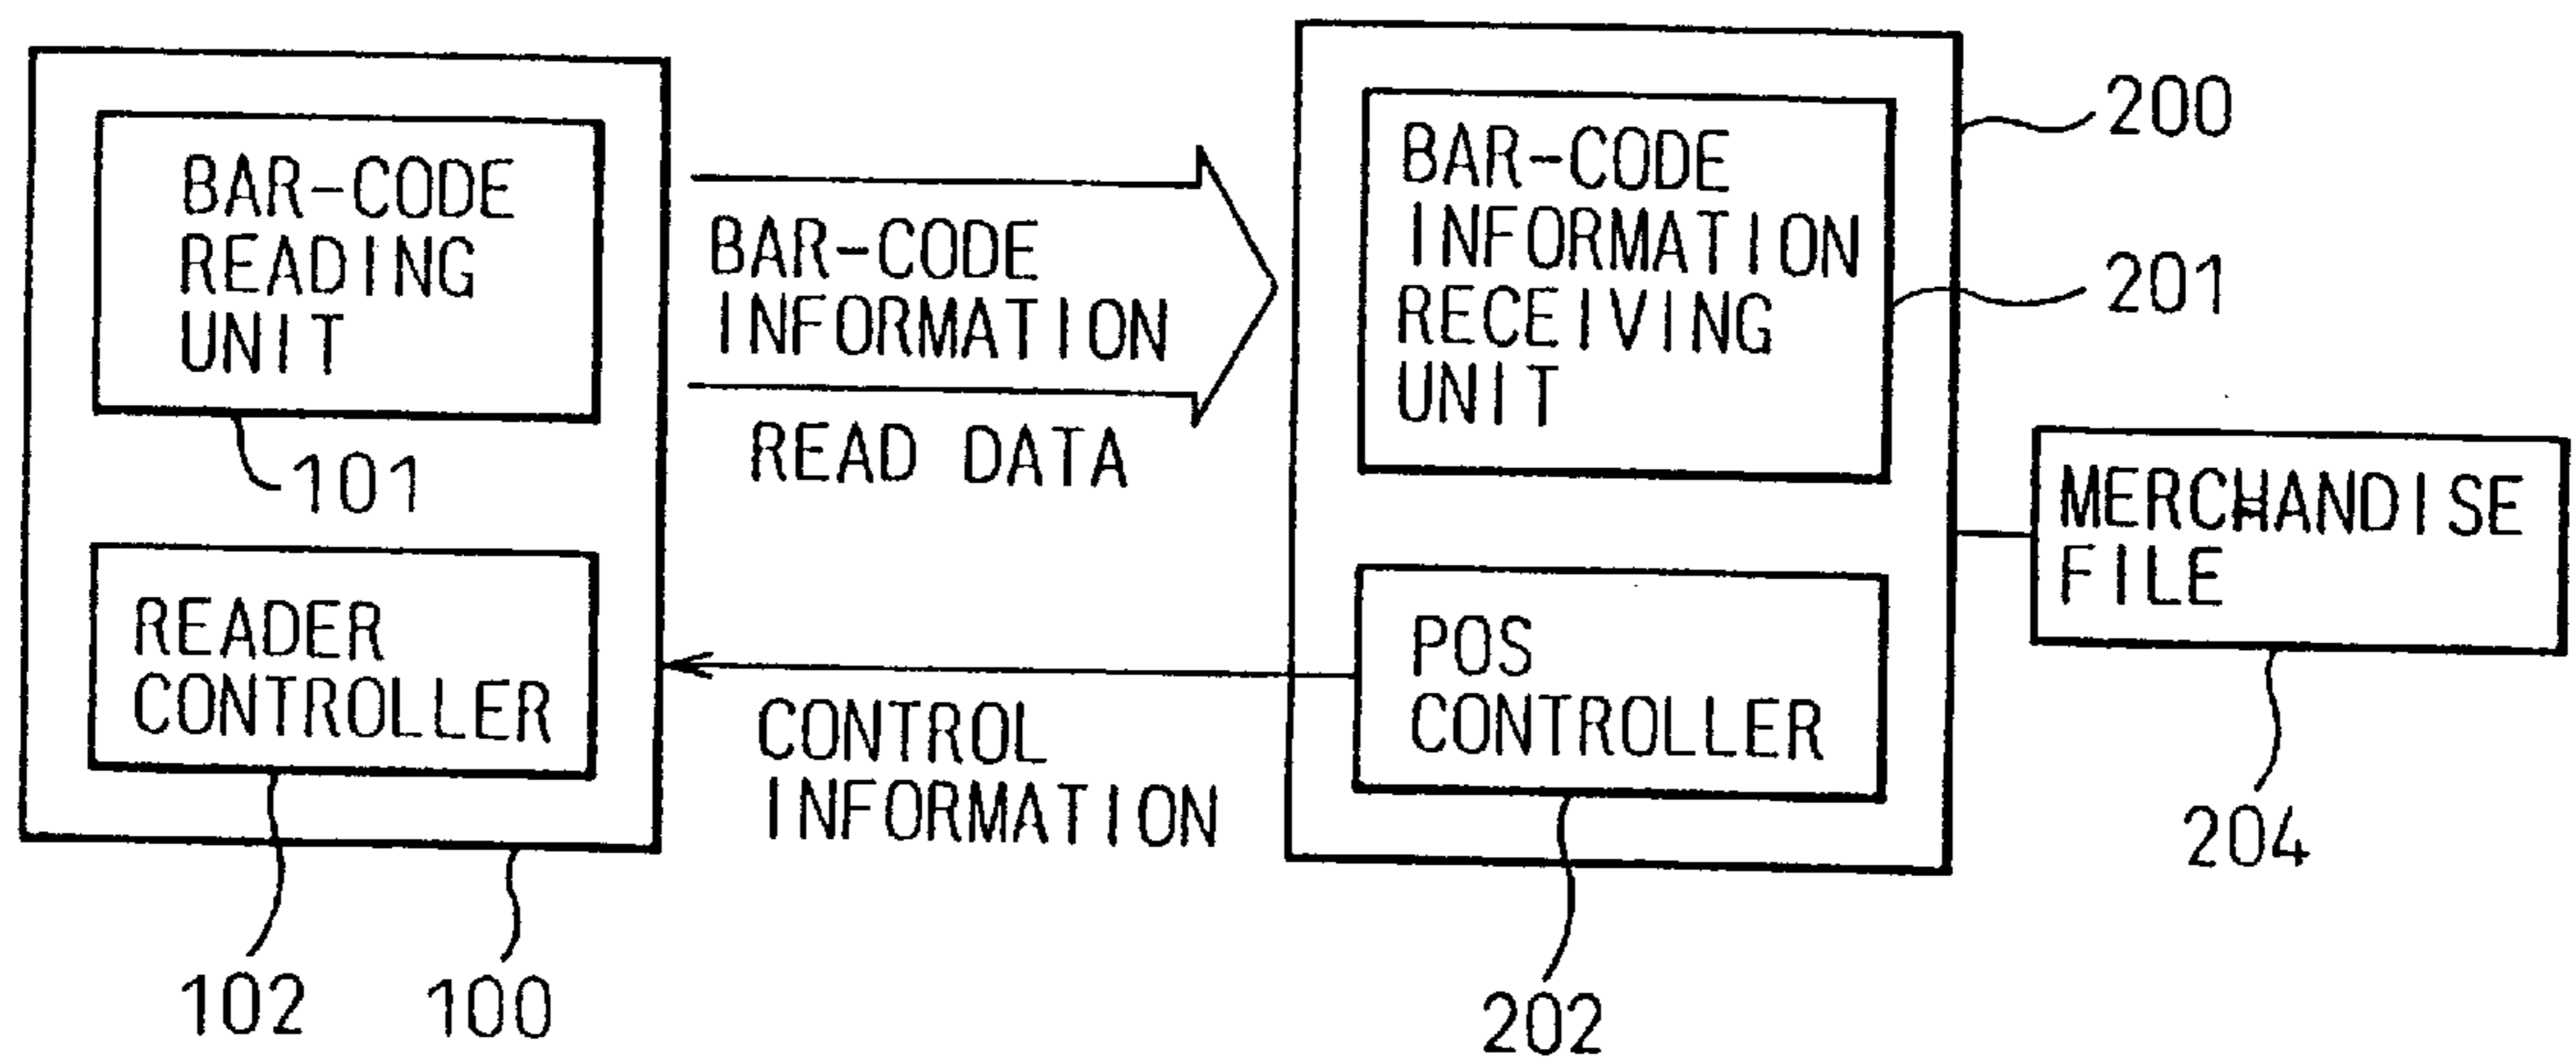 BAR-CODE
READING
UNIT
101
READER
CONTROLLER
102
100
BAR-CODE
INFORMATION
READ DATA
CONTROL
INFORMATION
BAR-CODE
INFORMATION
RECEIVING
UNIT
POS
CONTROLLER
202
200
201
MERCHANDISE
FILE
204